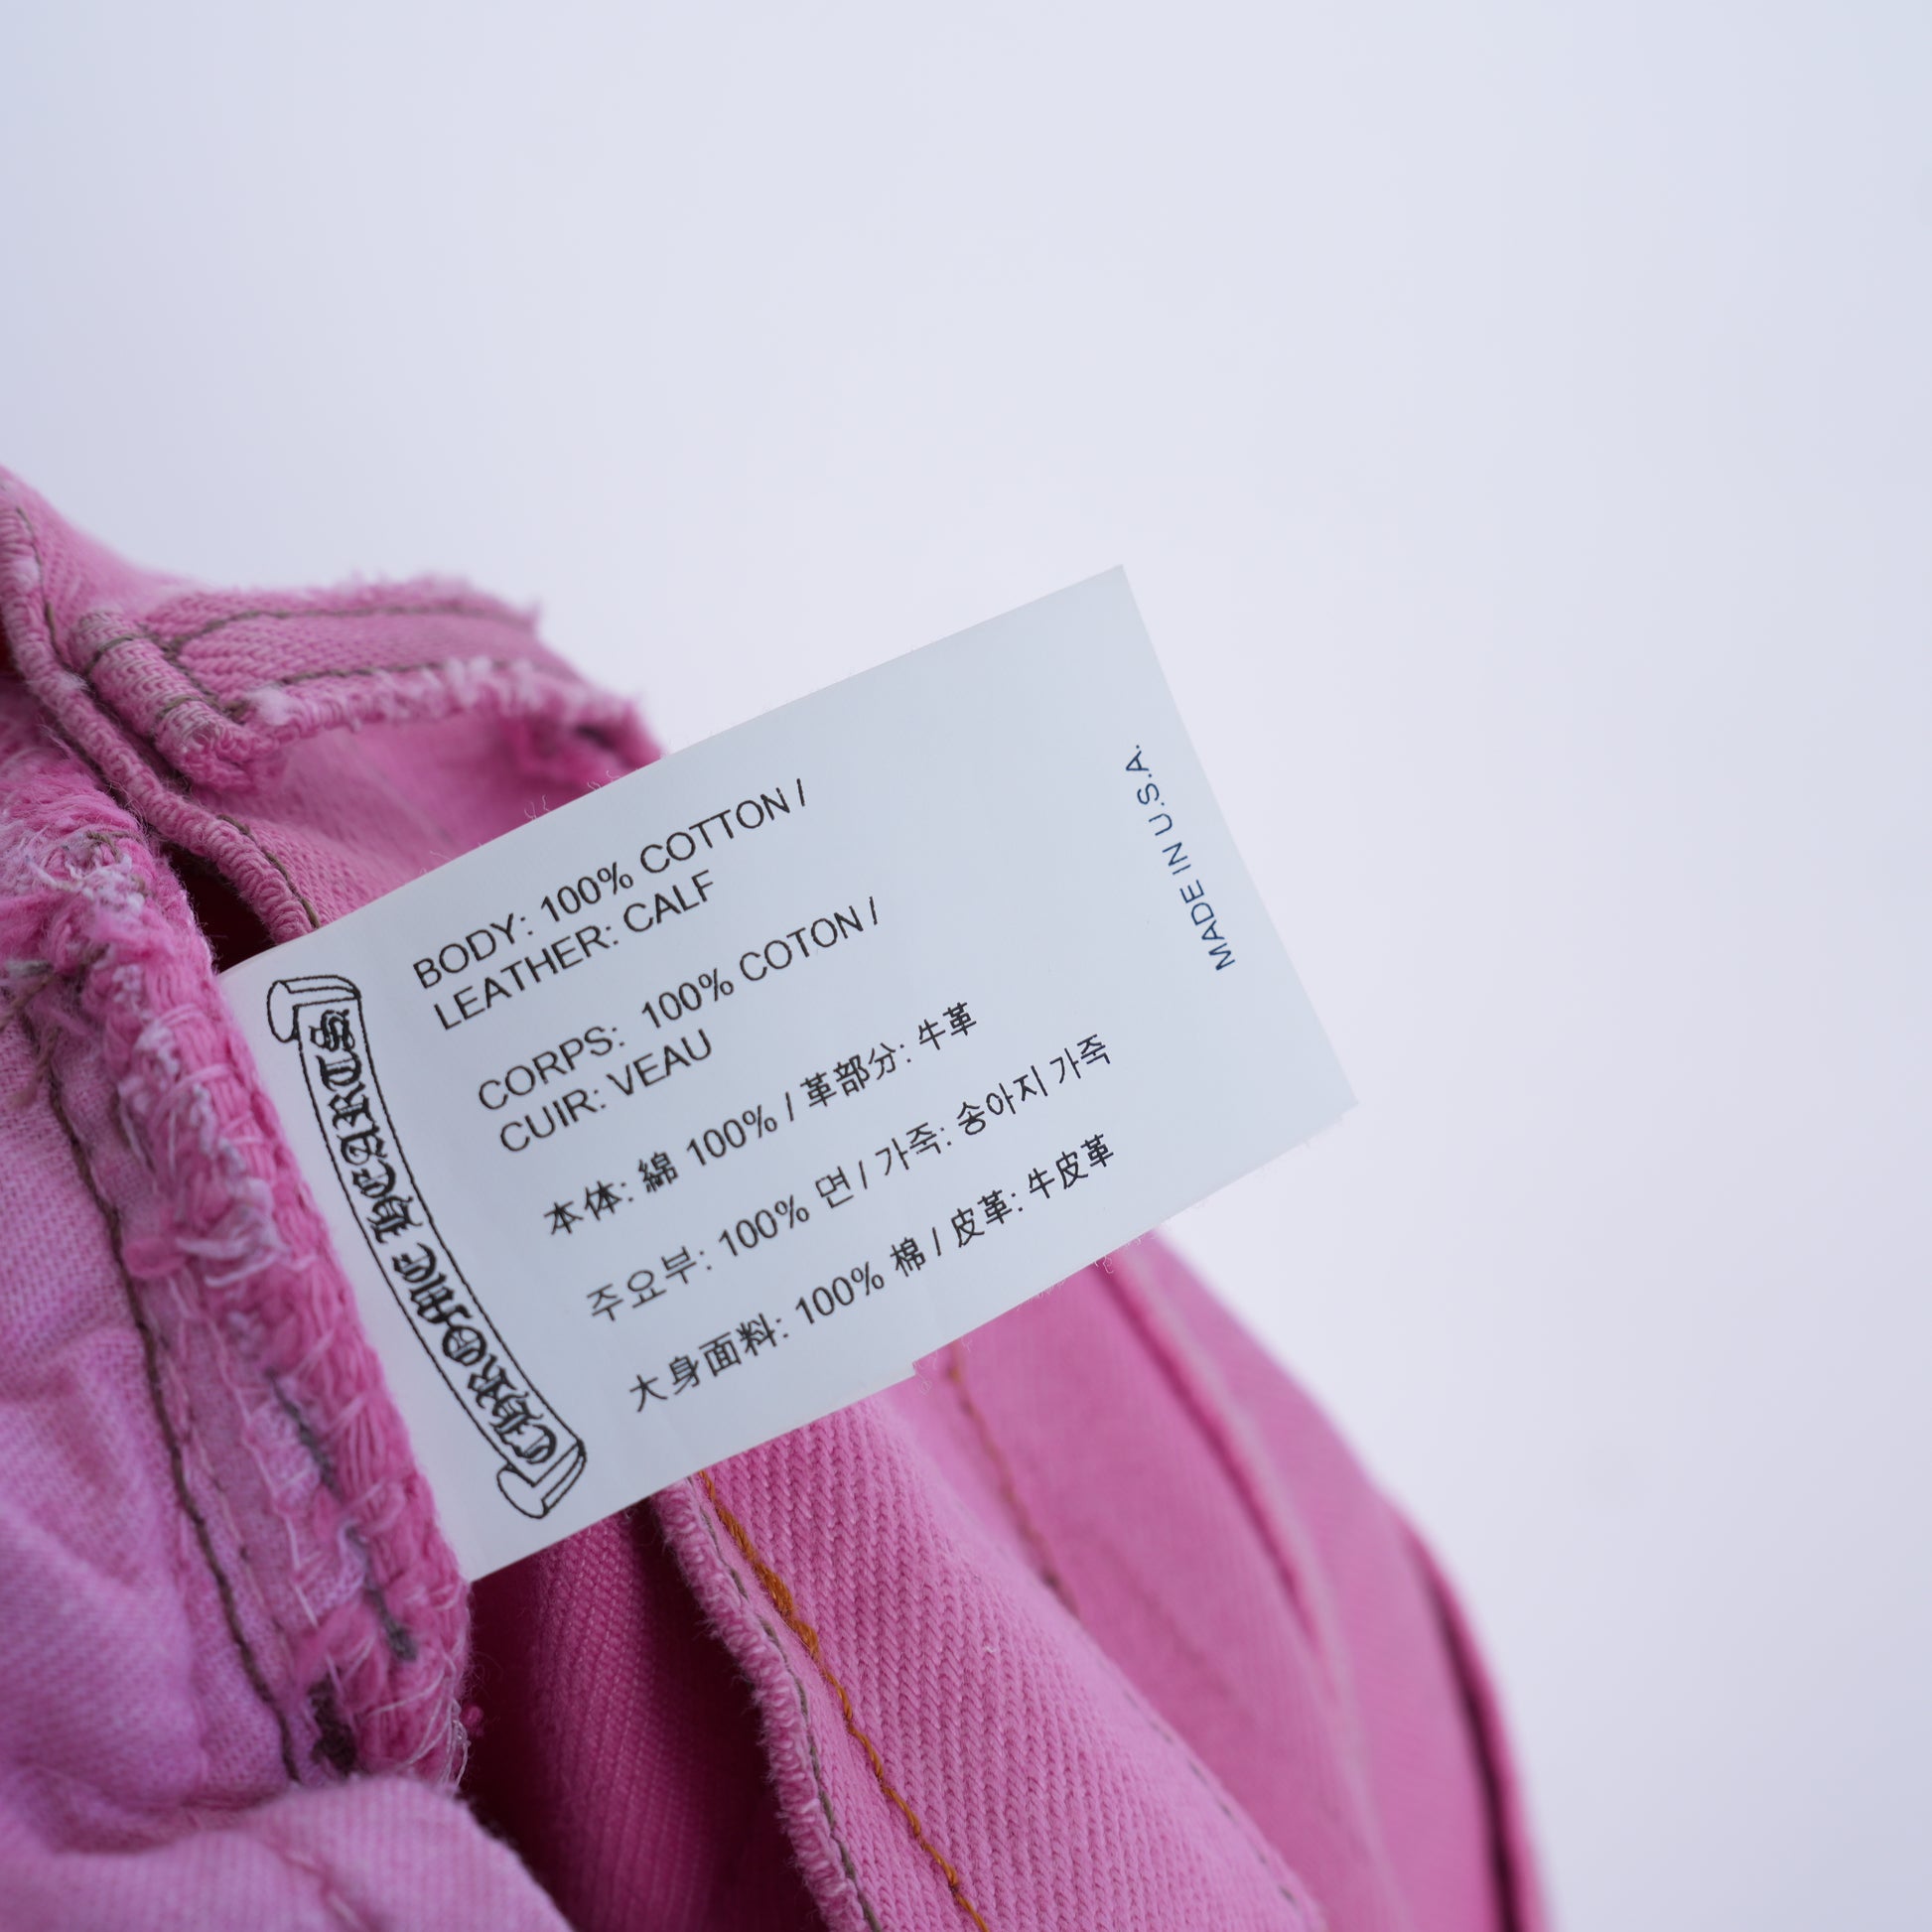 CHROME HEARTS
BODY: 100% COTTON /
LEATHER: CALF
CORPS: 100% COTON /
CUIR: VEAU
本体: 綿 100% / 革部分: 牛革
주요부: 100% 면 / 가죽: 송아지 가죽
大身面料: 100% 棉 / 皮革: 牛皮革
MADE IN U.S.A.